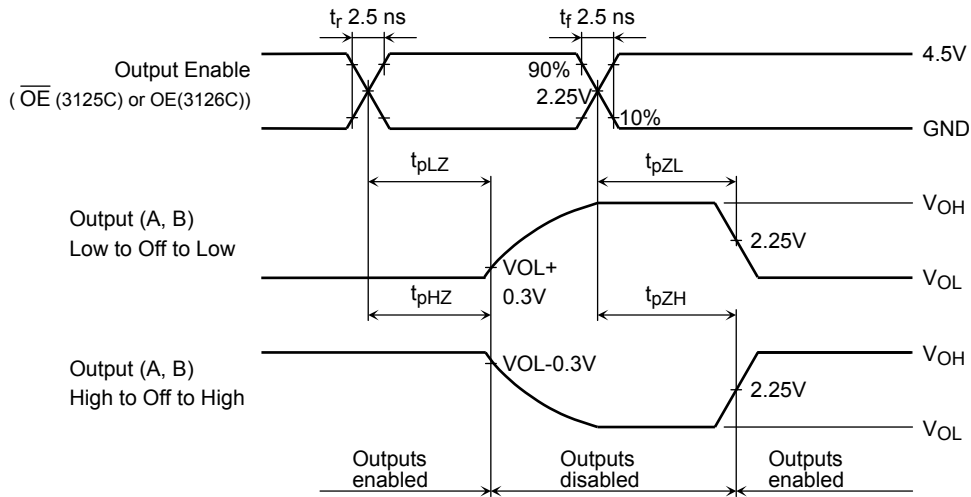 tr 2.5 ns
tf 2.5 ns
Output Enable
( OE (3125C) or OE(3126C))
90%
2.25V
10%
4.5V
GND
tpLZ
tpZL
Output (A, B)
Low to Off to Low
VOH
2.25V
VOL+
0.3V
VOL
tpHZ
tpZH
Output (A, B)
High to Off to High
VOL-0.3V
VOH
2.25V
VOL
Outputs
enabled
Outputs
disabled
Outputs
enabled